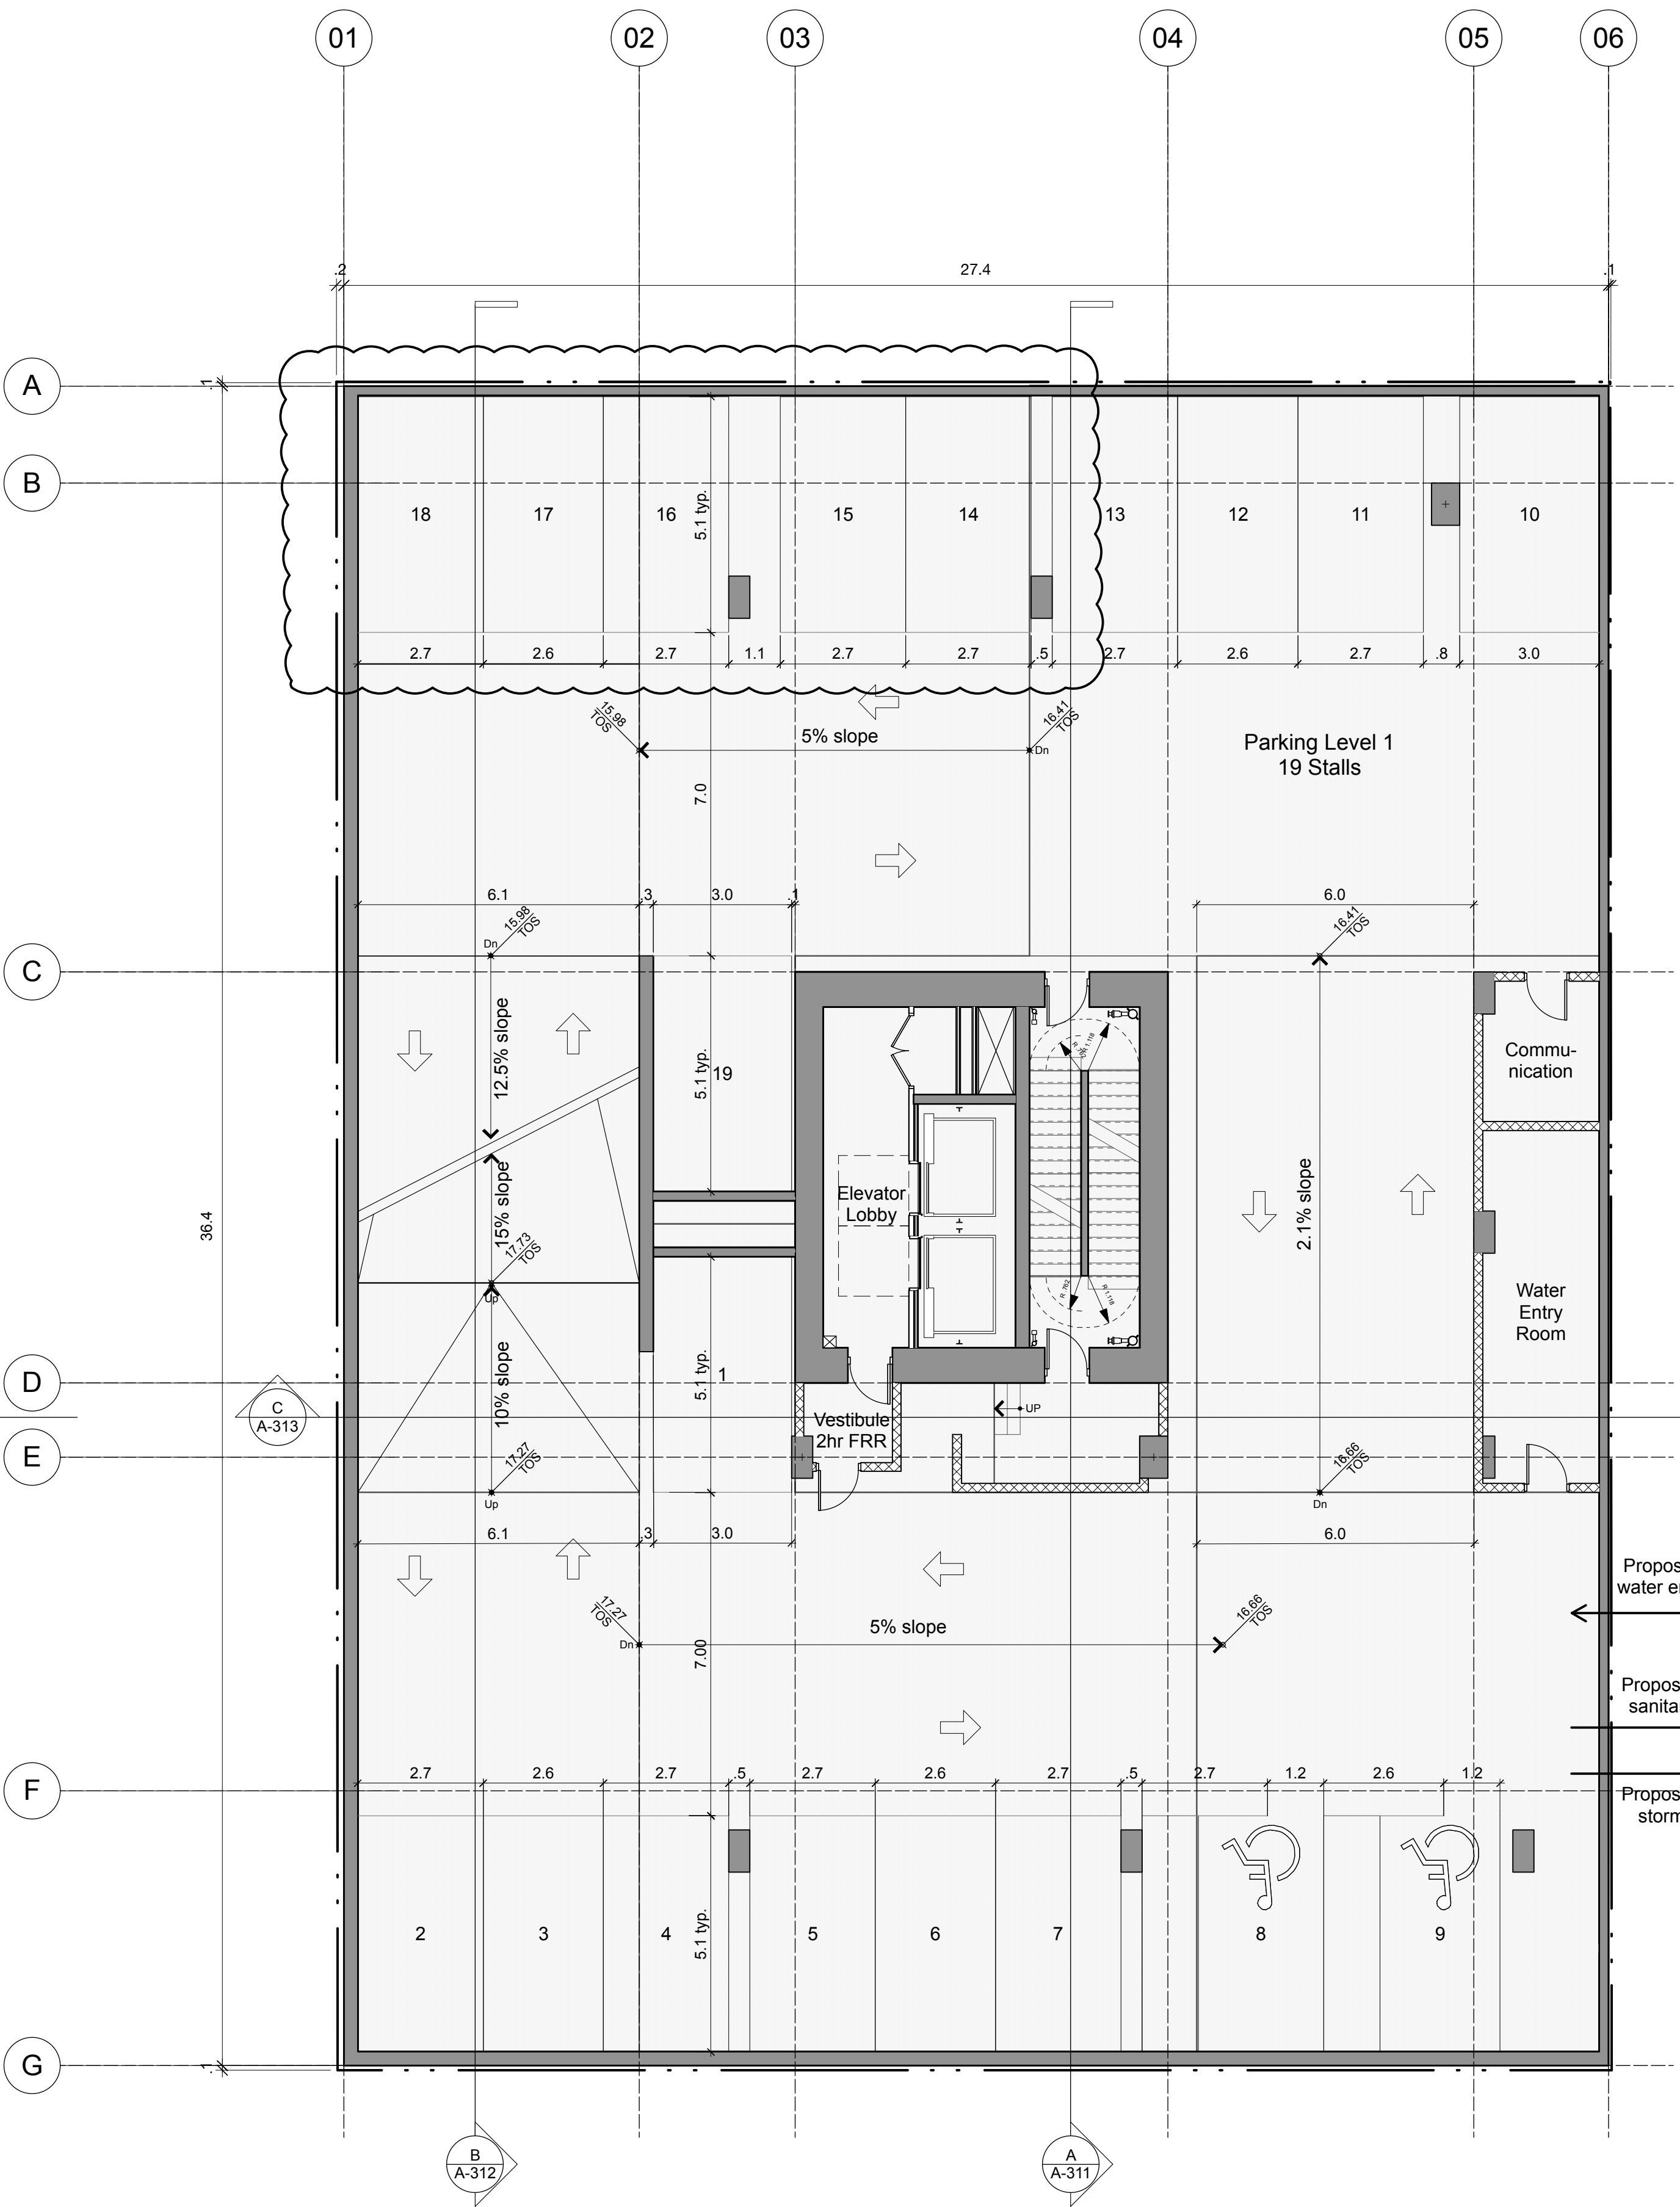 01 02 03 04 05 06
.2 27.4 .1
A
.1
B
18 17 16 15 14 13 12 11 10
5.1 typ.
2.7 2.6 2.7 1.1 2.7 2.7 .5 2.7 2.6 2.7 .8 3.0
15.98
TOS
16.41
TOS
5% slope
Dn
Parking Level 1
19 Stalls
7.0
6.1 .3 3.0 .1 6.0
15.98
TOS
16.41
TOS
Dn
C
12.5% slope
5.1 typ.
19
R .762
R 1.118
Commu-
nication
15% slope
17.73
TOS
Up
Elevator
Lobby
2.1% slope
36.4
R .762
R 1.118
Water
Entry
Room
10% slope
5.1 typ.
1
D
C
A-313
UP
Vestibule
2hr FRR
E
17.27
TOS
16.66
TOS
Up
Dn
6.1 .3 3.0 6.0
Propos
water e
17.27
TOS
16.66
TOS
Dn
5% slope
7.00
Propos
sanita
2.7 2.6 2.7 .5 2.7 2.6 2.7 .5 2.7 1.2 2.6 1.2
F
Propos
storm
5.1 typ.
2 3 4 5 6 7 8 9
G
.1
B
A-312
A
A-311